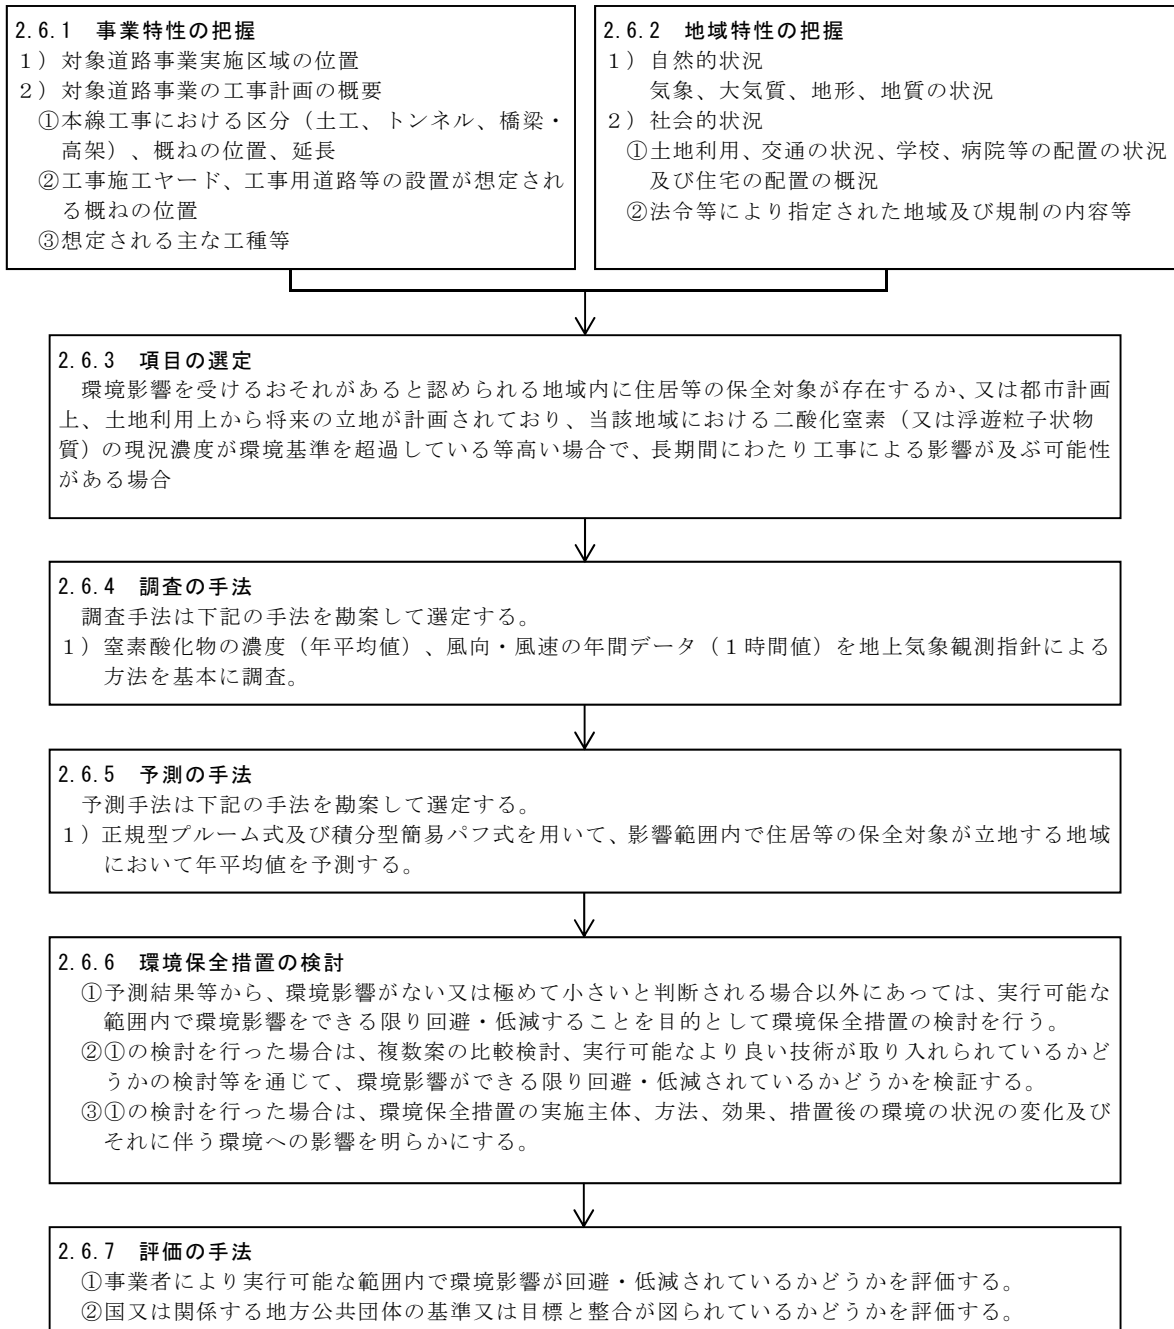 2.6.1 事業特性の把握
1）対象道路事業実施区域の位置
2）対象道路事業の工事計画の概要
①本線工事における区分（土工、トンネル、橋梁・
高架）、概ねの位置、延長
②工事施工ヤード、工事用道路等の設置が想定され
る概ねの位置
③想定される主な工種等
2.6.2 地域特性の把握
1）自然的状況
気象、大気質、地形、地質の状況
2）社会的状況
①土地利用、交通の状況、学校、病院等の配置の状況
及び住宅の配置の概況
②法令等により指定された地域及び規制の内容等
2.6.3 項目の選定
環境影響を受けるおそれがあると認められる地域内に住居等の保全対象が存在するか、又は都市計画
上、土地利用上から将来の立地が計画されており、当該地域における二酸化窒素（又は浮遊粒子状物
質）の現況濃度が環境基準を超過している等高い場合で、長期間にわたり工事による影響が及ぶ可能性
がある場合
2.6.4 調査の手法
調査手法は下記の手法を勘案して選定する。
1）窒素酸化物の濃度（年平均値）、風向・風速の年間データ（１時間値）を地上気象観測指針による
方法を基本に調査。
2.6.5 予測の手法
予測手法は下記の手法を勘案して選定する。
1）正規型プルーム式及び積分型簡易パフ式を用いて、影響範囲内で住居等の保全対象が立地する地域
において年平均値を予測する。
2.6.6 環境保全措置の検討
①予測結果等から、環境影響がない又は極めて小さいと判断される場合以外にあっては、実行可能な
範囲内で環境影響をできる限り回避・低減することを目的として環境保全措置の検討を行う。
②①の検討を行った場合は、複数案の比較検討、実行可能なより良い技術が取り入れられているかど
うかの検討等を通じて、環境影響ができる限り回避・低減されているかどうかを検証する。
③①の検討を行った場合は、環境保全措置の実施主体、方法、効果、措置後の環境の状況の変化及び
それに伴う環境への影響を明らかにする。
2.6.7 評価の手法
①事業者により実行可能な範囲内で環境影響が回避・低減されているかどうかを評価する。
②国又は関係する地方公共団体の基準又は目標と整合が図られているかどうかを評価する。